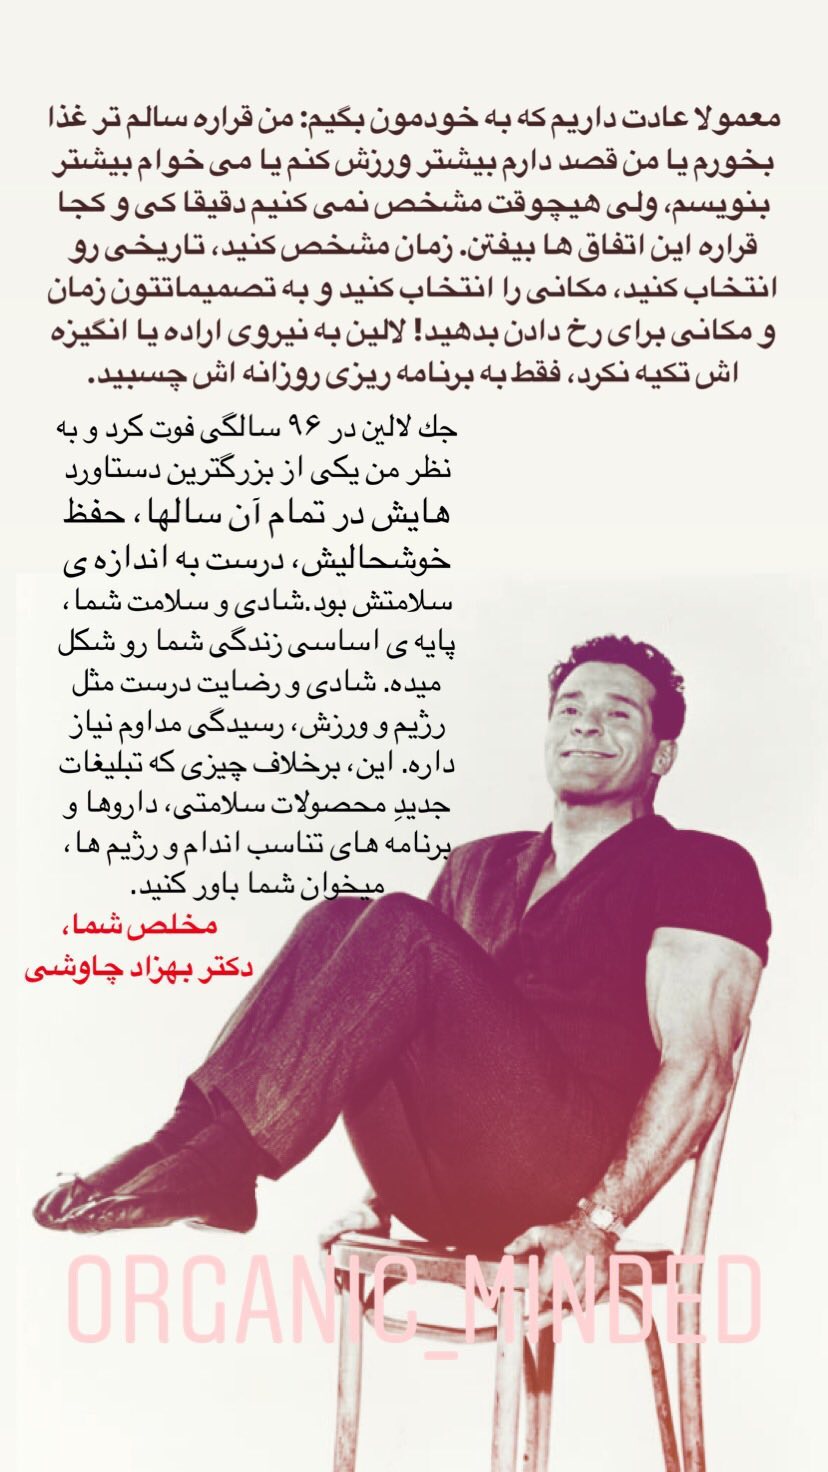 معمولا عادت داریم که به خودمون بگیم: من قراره سالم تر غذا
بخورم یا من قصد دارم بیشتر ورزش کنم یا می خوام بیشتر
بنویسم، ولی هیچوقت مشخص نمی کنیم دقیقا کی و کجا
قراره این اتفاق ها بیفتن. زمان مشخص کنید، تاریخی رو
انتخاب کنید، مکانی را انتخاب کنید و به تصمیماتتون زمان
و مکانی برای رخ دادن بدهید! لالین به نیروی اراده یا انگیزه
اش تکیه نکرد، فقط به برنامه ریزی روزانه اش چسبید.
جك لالین در ۹۶ سالگی فوت کرد و به
نظر من یکی از بزرگترین دستاورد
هایش در تمام آن سالها، حفظ
خوشحالیش، درست به اندازه ی
سلامتش بود.شادی و سلامت شما،
پایه ی اساسی زندگی شما رو شکل
میده. شادی و رضایت درست مثل
رژیم و ورزش، رسیدگی مداوم نیاز
داره. این، برخلاف چیزی که تبلیغات
جدیدِ محصولات سلامتی، داروها و
برنامه های تناسب اندام و رژیم ها،
میخوان شما باور کنید.
مخلص شما،
دکتر بهزاد چاوشی
ORGANIC_MINDED